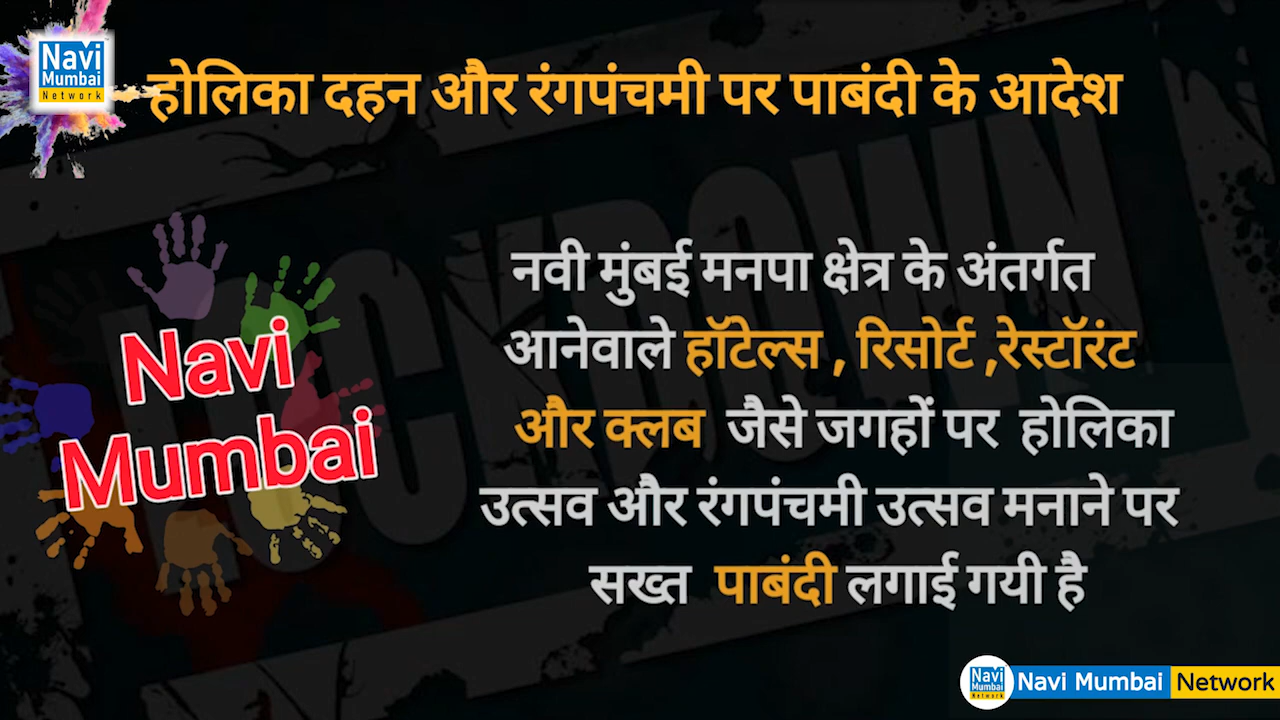 Navi
Mumbai
Network
होलिका दहन और रंगपंचमी पर पाबंदी के आदेश
LOCKDOWN
नवी मुंबई मनपा क्षेत्र के अंतर्गत
आनेवाले हॉटेल्स , रिसोर्ट ,रेस्टॉरंट
और क्लब जैसे जगहों पर होलिका
उत्सव और रंगपंचमी उत्सव मनाने पर
सख्त पाबंदी लगाई गयी है
Navi
Mumbai
Navi
Mumbai
Network
Navi Mumbai Network